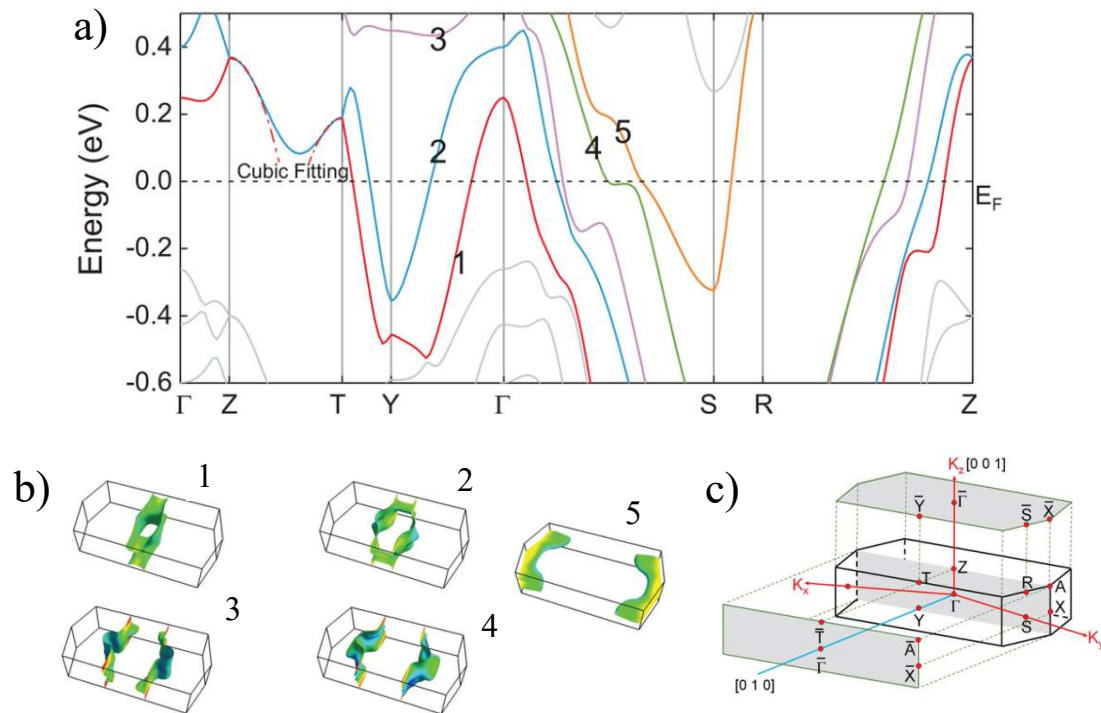 a)
0.4
0.2
0.0
-0.2
-0.4
-0.6
Energy (eV)
3
2
4
5
1
Cubic Fitting
E_F
Γ Z T Y Γ S R Z
b)
1
2
5
3
4
c)
K_z [0 0 1]
Γ̄
Ȳ
S̄
X̄
Z
T
R
A
K_x
Γ
X
Y
S
K_y
T̄
Γ̄
Ā
X̄
[0 1 0]